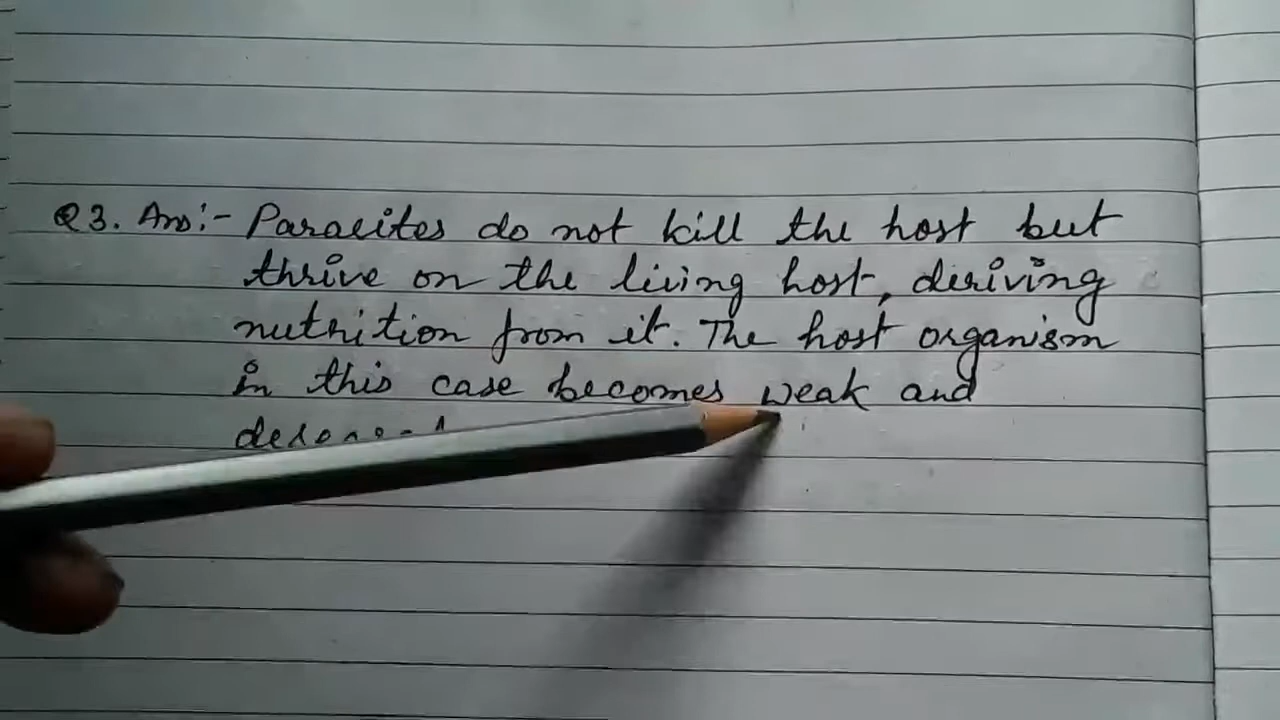 Q3. Ans:- Parasites do not kill the host but
thrive on the living host, deriving
nutrition from it. The host organism
in this case becomes weak and